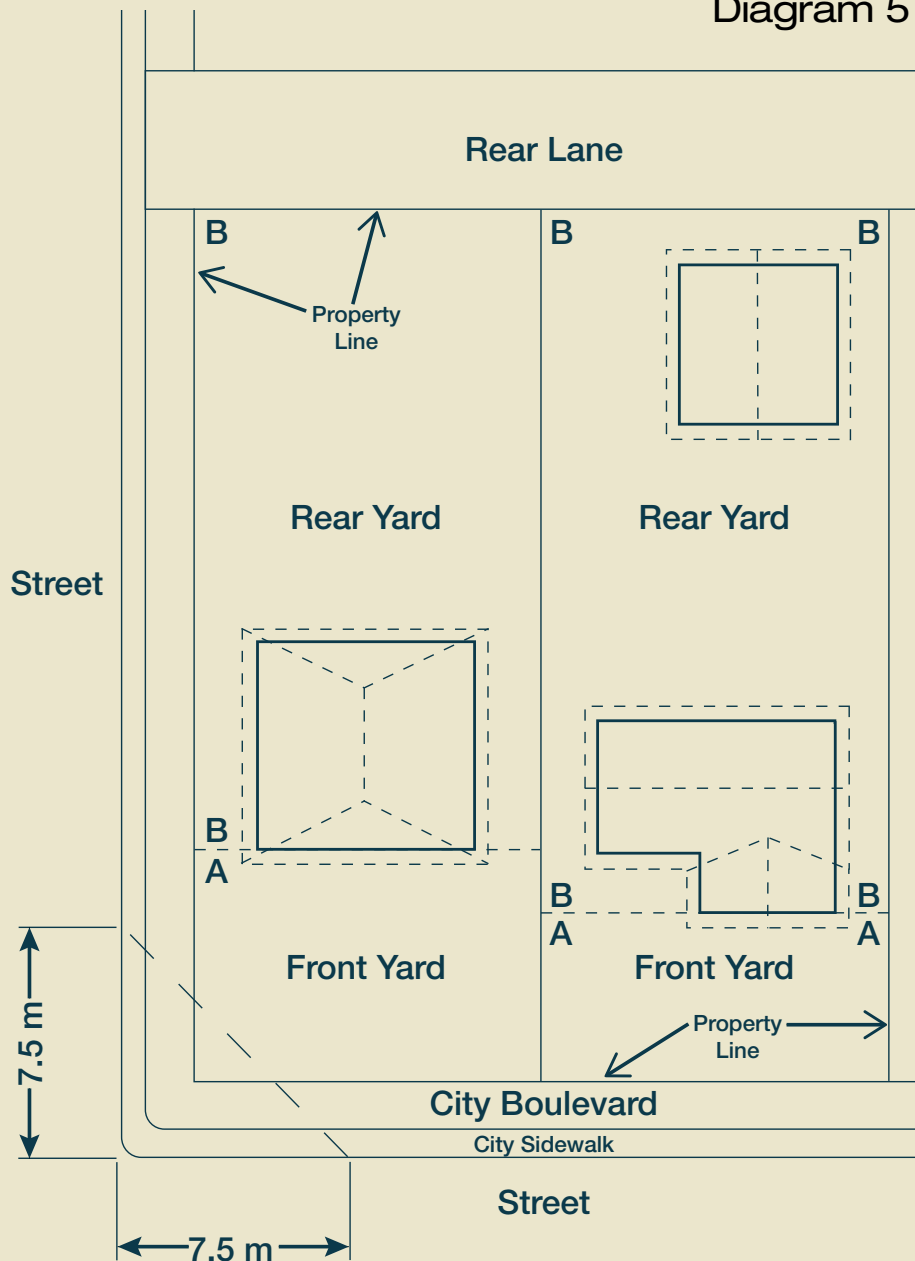 Diagram 5
Rear Lane
B B B
Property
Line
Rear Yard Rear Yard
Street
B
A
B B
A A
Front Yard Front Yard
7.5 m
Property
Line
City Boulevard
City Sidewalk
Street
7.5 m